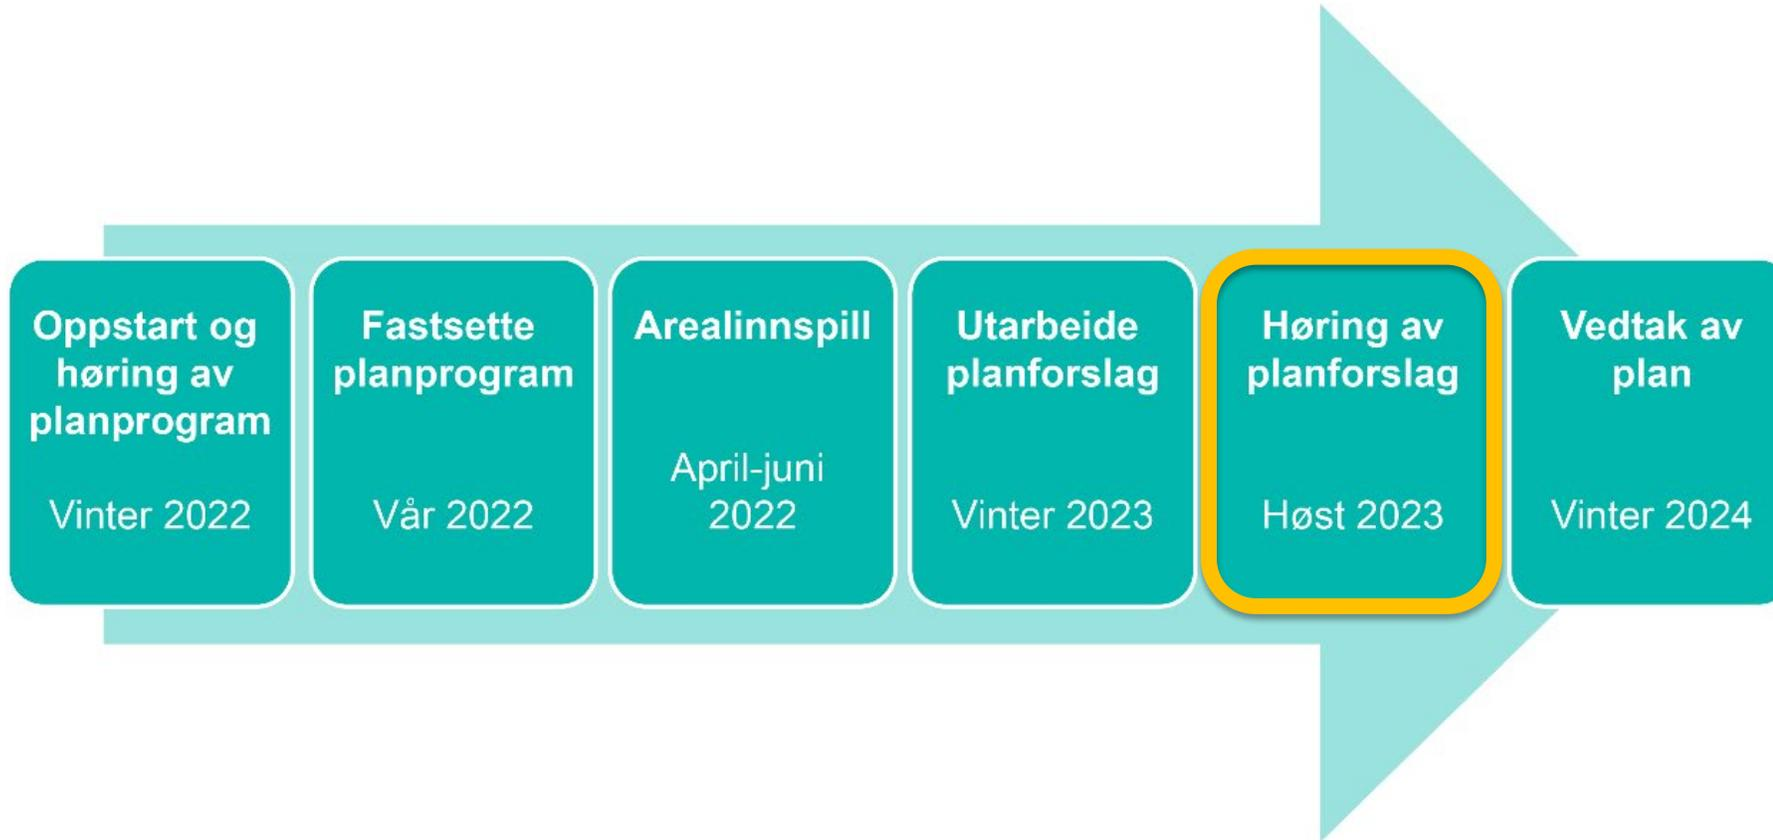 Oppstart og
høring av
planprogram
Vinter 2022
Fastsette
planprogram
Vår 2022
Arealinnspill
April-juni
2022
Utarbeide
planforslag
Vinter 2023
Høring av
planforslag
Høst 2023
Vedtak av
plan
Vinter 2024